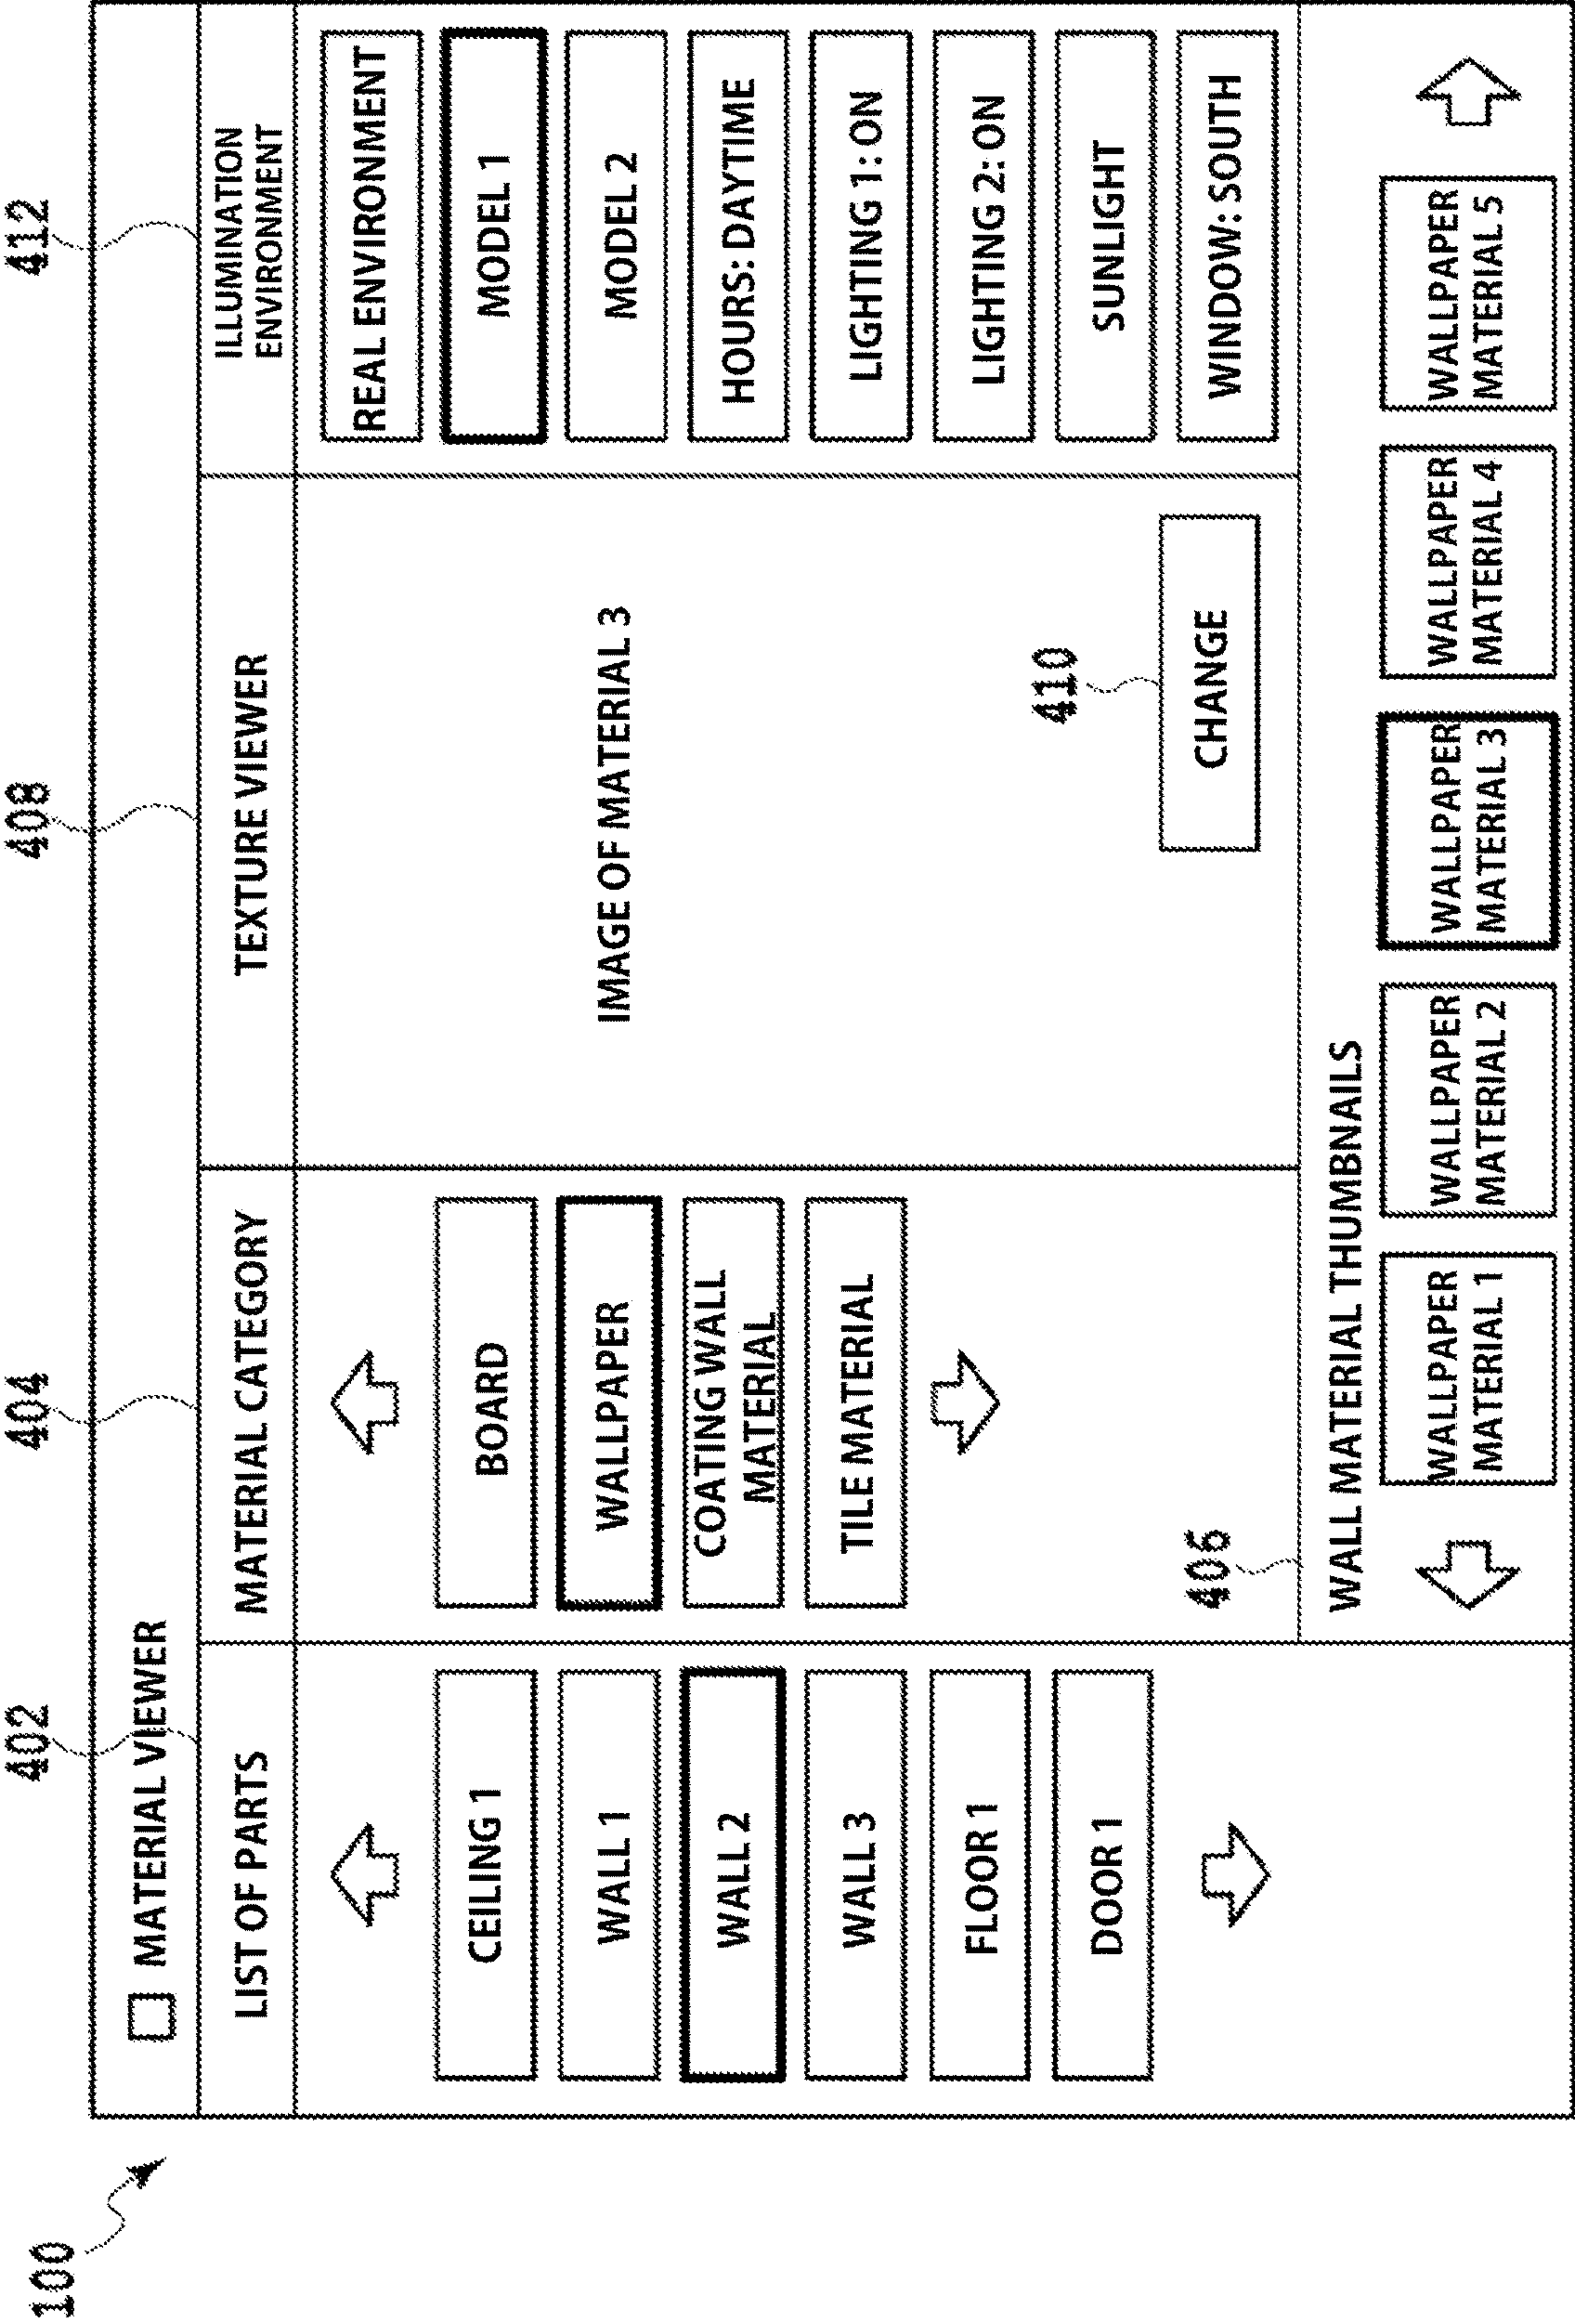 100
402
404
408
412
MATERIAL VIEWER
LIST OF PARTS
CEILING 1
WALL 1
WALL 2
WALL 3
FLOOR 1
DOOR 1
MATERIAL CATEGORY
BOARD
WALLPAPER
COATING WALL
MATERIAL
TILE MATERIAL
TEXTURE VIEWER
IMAGE OF MATERIAL 3
410
CHANGE
ILLUMINATION
ENVIRONMENT
REAL ENVIRONMENT
MODEL 1
MODEL 2
HOURS: DAYTIME
LIGHTING 1: ON
LIGHTING 2: ON
SUNLIGHT
WINDOW: SOUTH
406
WALL MATERIAL THUMBNAILS
WALLPAPER
MATERIAL 1
WALLPAPER
MATERIAL 2
WALLPAPER
MATERIAL 3
WALLPAPER
MATERIAL 4
WALLPAPER
MATERIAL 5